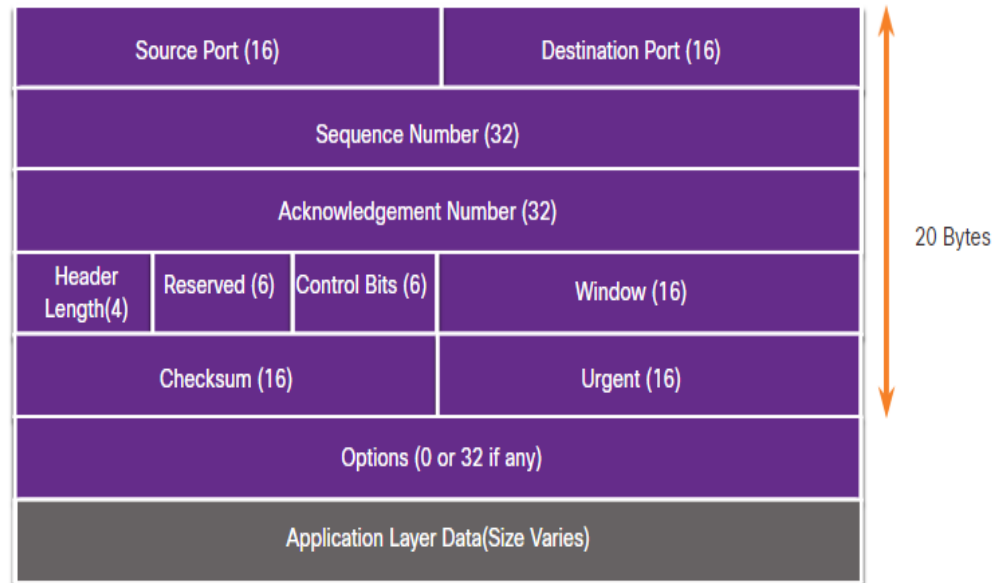 Source Port (16)
Destination Port (16)
Sequence Number (32)
Acknowledgement Number (32)
Header
Length(4)
Reserved (6)
Control Bits (6)
Window (16)
20 Bytes
Checksum (16)
Urgent (16)
Options (0 or 32 if any)
Application Layer Data(Size Varies)